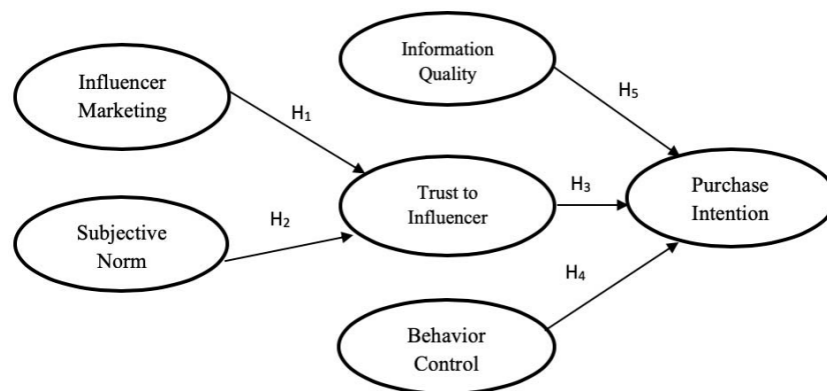 Influencer
Marketing
H₁
Subjective
Norm
H₂
Information
Quality
H₅
Trust to
Influencer
H₃
Behavior
Control
H₄
Purchase
Intention